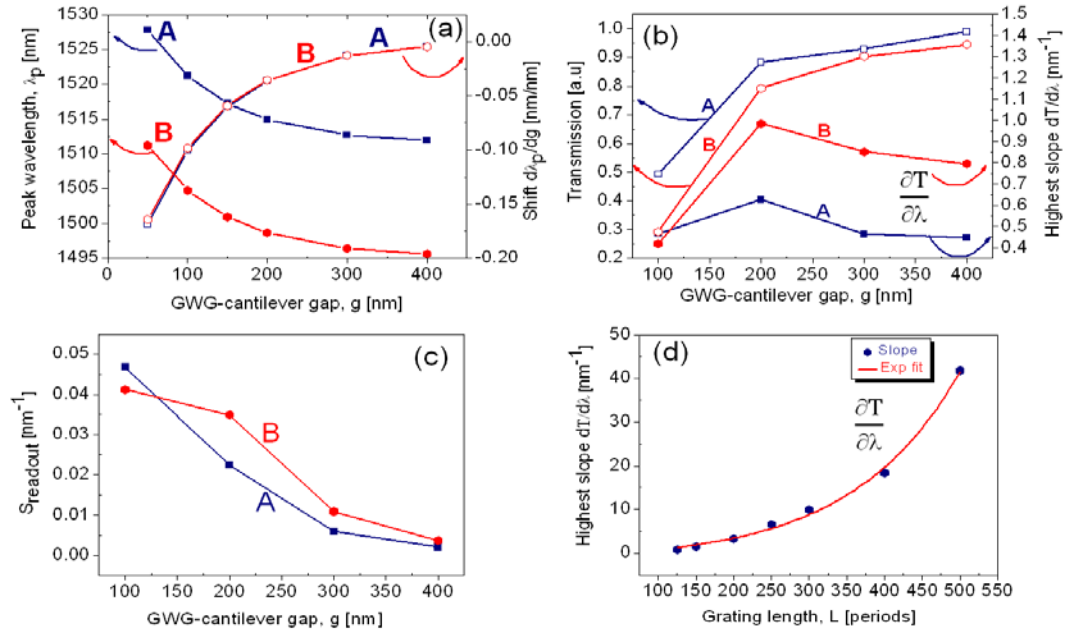 (a)
A
B
A
B
Peak wavelength, λp [nm]
1530
1525
1520
1515
1510
1505
1500
1495
0
100
200
300
400
GWG-cantilever gap, g [nm]
0.00
-0.05
-0.10
-0.15
-0.20
Shift dλp/dg [nm/nm]
(b)
A
B
B
A
∂T
∂λ
Transmission [a.u]
1.0
0.9
0.8
0.7
0.6
0.5
0.4
0.3
0.2
100
150
200
250
300
350
400
GWG-cantilever gap, g [nm]
1.5
1.4
1.3
1.2
1.1
1.0
0.9
0.8
0.7
0.6
0.5
0.4
Highest slope dT/dλ [nm-1]
(c)
B
A
Sreadout [nm-1]
0.05
0.04
0.03
0.02
0.01
0.00
100
150
200
250
300
350
400
GWG-cantilever gap, g [nm]
(d)
Slope
Exp fit
∂T
∂λ
Highest slope dT/dλ [nm-1]
50
40
30
20
10
0
100
150
200
250
300
350
400
450
500
550
Grating length, L [periods]